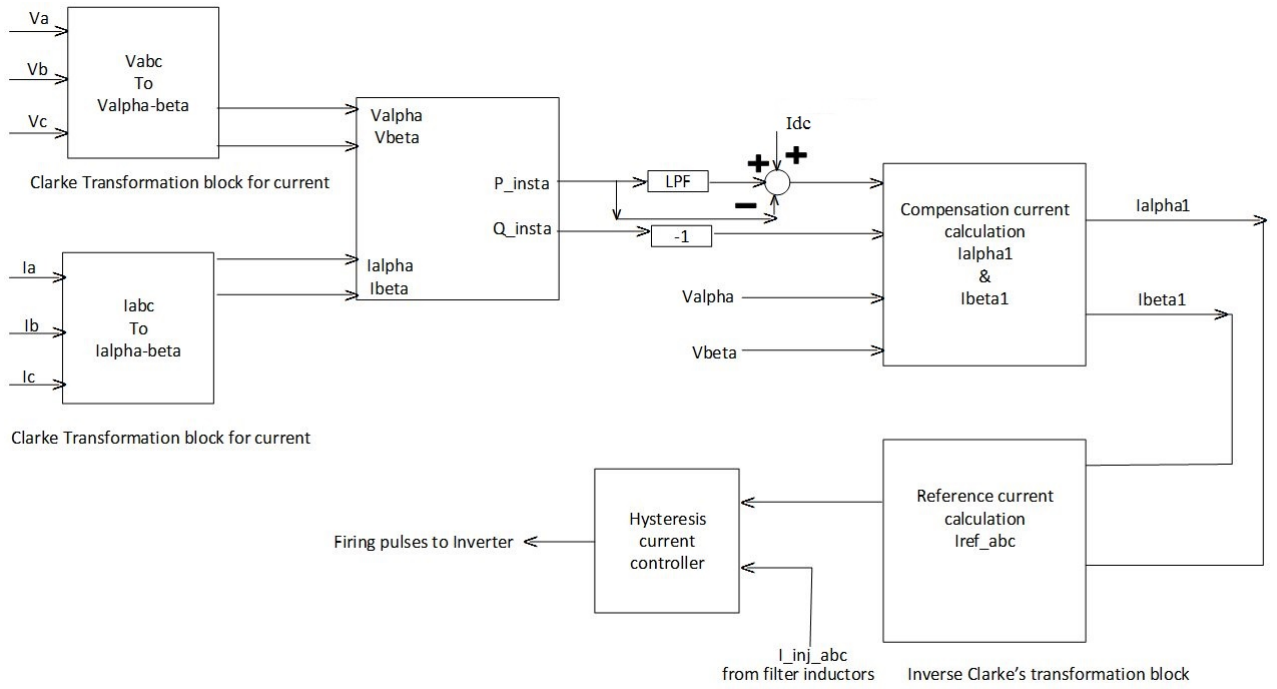 Va
Vb
Vc
Vabc
To
Valpha-beta
Clarke Transformation block for current
Ia
Ib
Ic
Iabc
To
Ialpha-beta
Clarke Transformation block for current
Valpha
Vbeta
P_insta
Q_insta
Ialpha
Ibeta
LPF
-1
Idc
+
+
−
Valpha
Vbeta
Compensation current
calculation
Ialpha1
&
Ibeta1
Ialpha1
Ibeta1
Reference current
calculation
Iref_abc
Inverse Clarke’s transformation block
Hysteresis
current
controller
I_inj_abc
from filter inductors
Firing pulses to Inverter